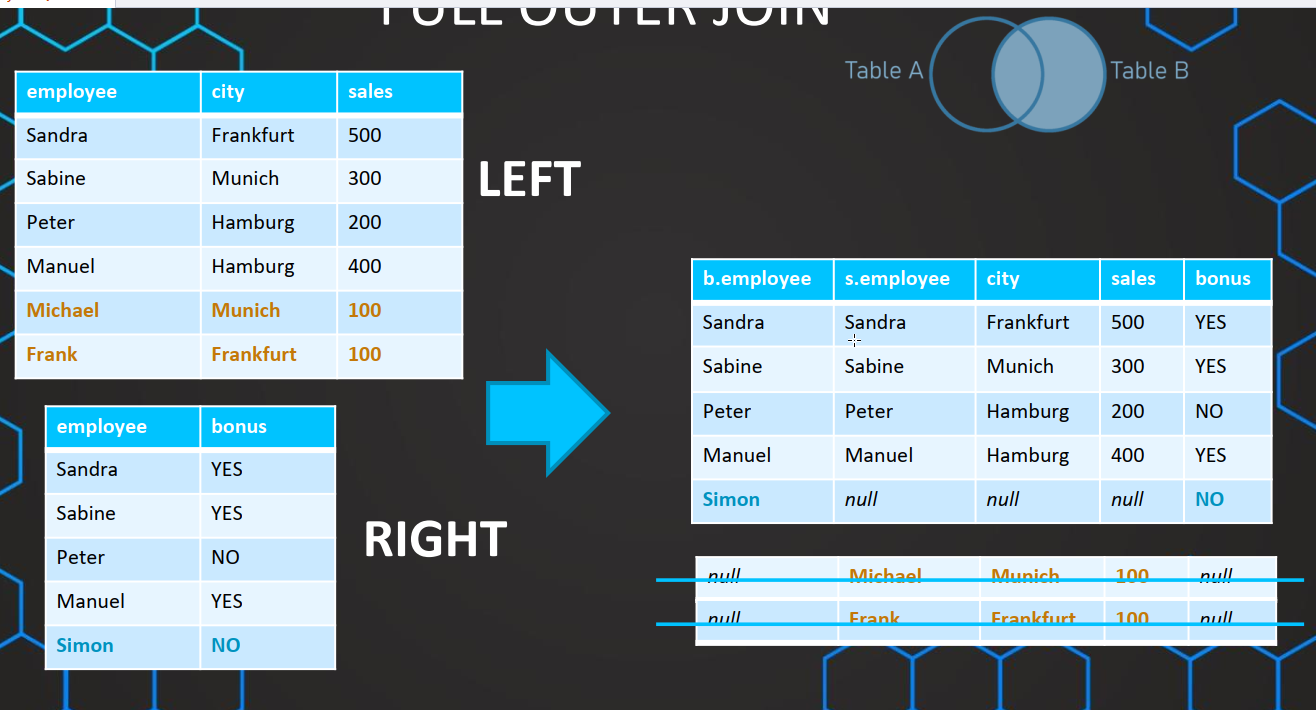 FULL OUTER JOIN
Table A Table B
employee city sales
Sandra Frankfurt 500
Sabine Munich 300
Peter Hamburg 200
Manuel Hamburg 400
Michael Munich 100
Frank Frankfurt 100
LEFT
employee bonus
Sandra YES
Sabine YES
Peter NO
Manuel YES
Simon NO
RIGHT
b.employee s.employee city sales bonus
Sandra Sandra Frankfurt 500 YES
Sabine Sabine Munich 300 YES
Peter Peter Hamburg 200 NO
Manuel Manuel Hamburg 400 YES
Simon null null null NO
null Michael Munich 100 null
null Frank Frankfurt 100 null